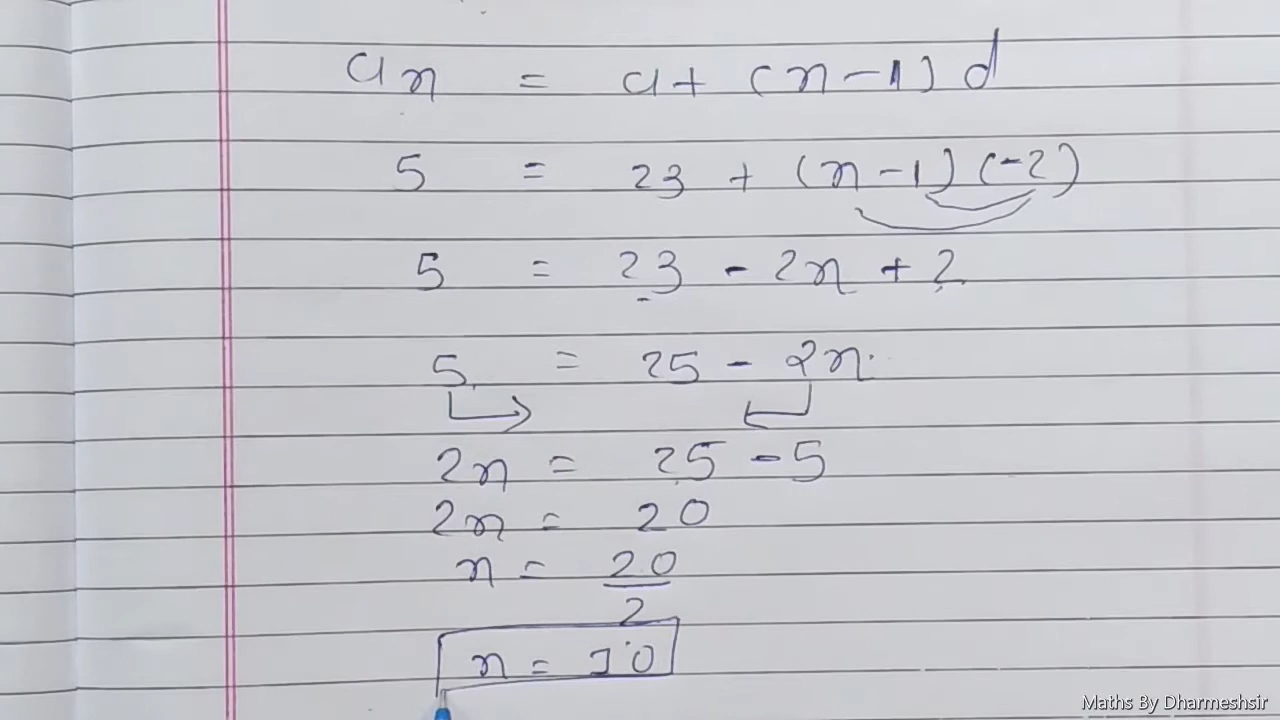 an = a + (n - 1) d
5 = 23 + (n - 1) (-2)
5 = 23 - 2n + 2
5 = 25 - 2n
2n = 25 - 5
2n = 20
n = 20/2
n = 10
Maths By Dharmeshsir